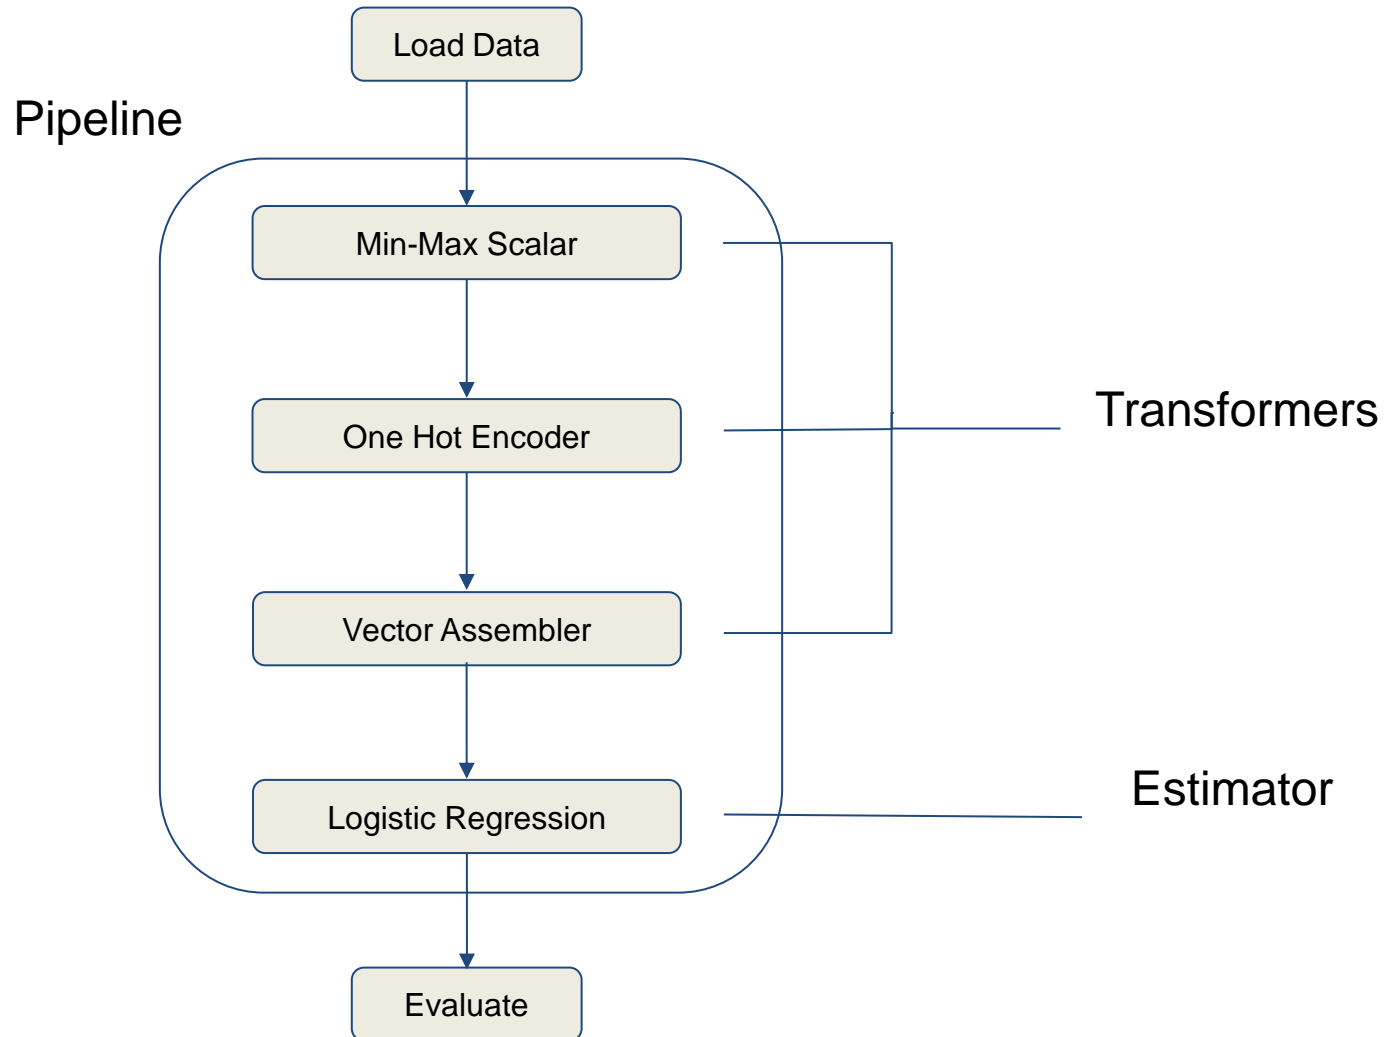 Load Data
Pipeline
Min-Max Scalar
Transformers
One Hot Encoder
Vector Assembler
Estimator
Logistic Regression
Evaluate